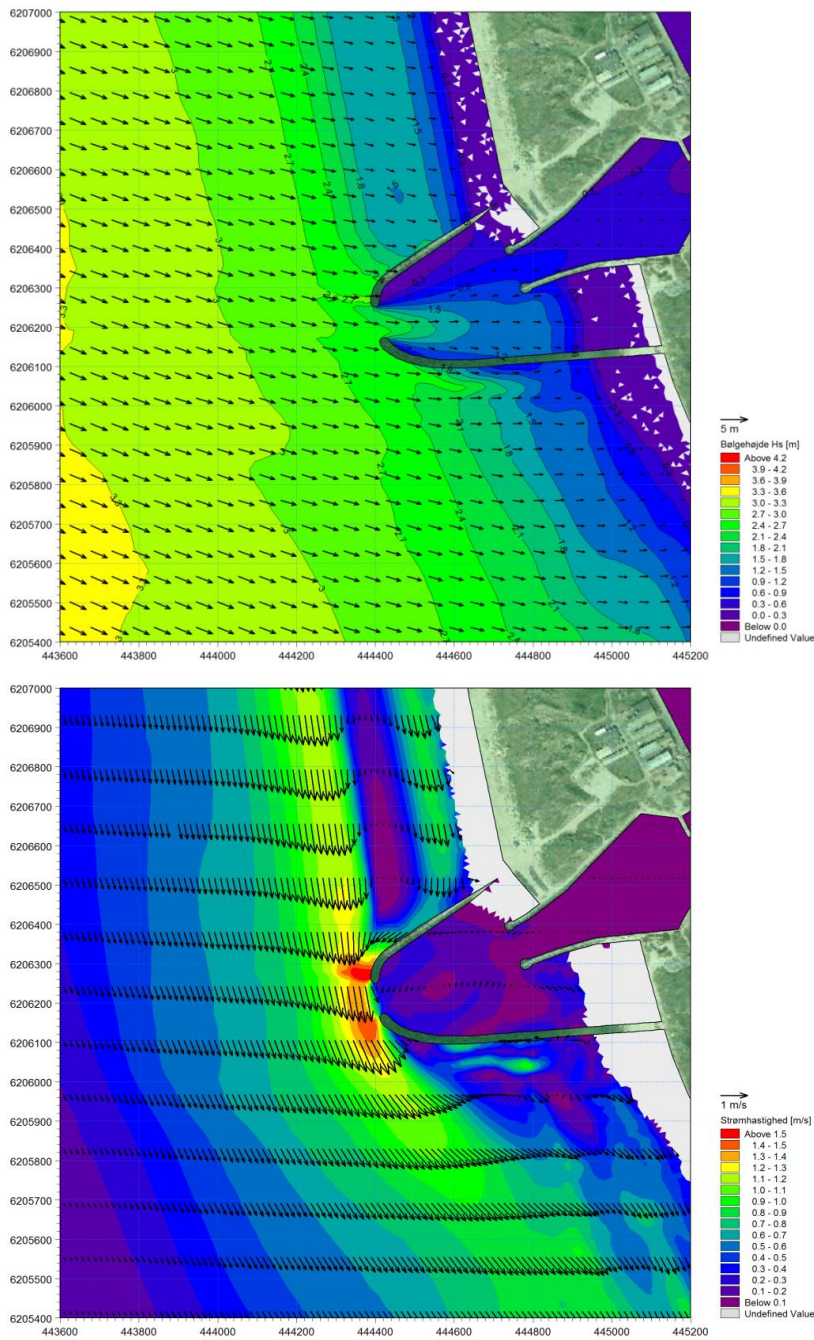 6207000
6206900
6206800
6206700
6206600
6206500
6206400
6206300
6206200
6206100
6206000
6205900
6205800
6205700
6205600
6205500
6205400
443600 443800 444000 444200 444400 444600 444800 445000 445200
5 m
Bølgehøjde Hs [m]
Above 4.2
3.9 - 4.2
3.6 - 3.9
3.3 - 3.6
3.0 - 3.3
2.7 - 3.0
2.4 - 2.7
2.1 - 2.4
1.8 - 2.1
1.5 - 1.8
1.2 - 1.5
0.9 - 1.2
0.6 - 0.9
0.3 - 0.6
0.0 - 0.3
Below 0.0
Undefined Value
6207000
6206900
6206800
6206700
6206600
6206500
6206400
6206300
6206200
6206100
6206000
6205900
6205800
6205700
6205600
6205500
6205400
443600 443800 444000 444200 444400 444600 444800 445000 445200
1 m/s
Strømhastighed [m/s]
Above 1.5
1.4 - 1.5
1.3 - 1.4
1.2 - 1.3
1.1 - 1.2
1.0 - 1.1
0.9 - 1.0
0.8 - 0.9
0.7 - 0.8
0.6 - 0.7
0.5 - 0.6
0.4 - 0.5
0.3 - 0.4
0.2 - 0.3
0.1 - 0.2
Below 0.1
Undefined Value